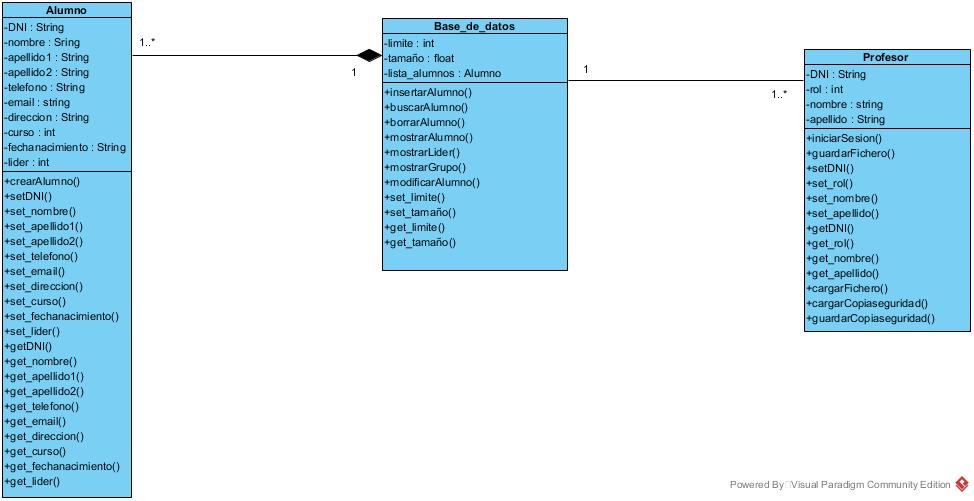 Alumno
-DNI : String
-nombre : Sring
-apellido1 : String
-apellido2 : String
-telefono : String
-email : string
-direccion : String
-curso : int
-fechanacimiento : String
-lider : int
+crearAlumno()
+setDNI()
+set_nombre()
+set_apellido1()
+set_apellido2()
+set_telefono()
+set_email()
+set_direccion()
+set_curso()
+set_fechanacimiento()
+set_lider()
+getDNI()
+get_nombre()
+get_apellido1()
+get_apellido2()
+get_telefono()
+get_email()
+get_direccion()
+get_curso()
+get_fechanacimiento()
+get_lider()
1..*
1
Base_de_datos
-limite : int
-tamaño : float
-lista_alumnos : Alumno
+insertarAlumno()
+buscarAlumno()
+borrarAlumno()
+mostrarAlumno()
+mostrarLider()
+mostrarGrupo()
+modificarAlumno()
+set_limite()
+set_tamaño()
+get_limite()
+get_tamaño()
1
1..*
Profesor
-DNI : String
-rol : int
-nombre : string
-apellido : String
+iniciarSesion()
+guardarFichero()
+setDNI()
+set_rol()
+set_nombre()
+set_apellido()
+getDNI()
+get_rol()
+get_nombre()
+get_apellido()
+cargarFichero()
+cargarCopiaseguridad()
+guardarCopiaseguridad()
Powered By Visual Paradigm Community Edition